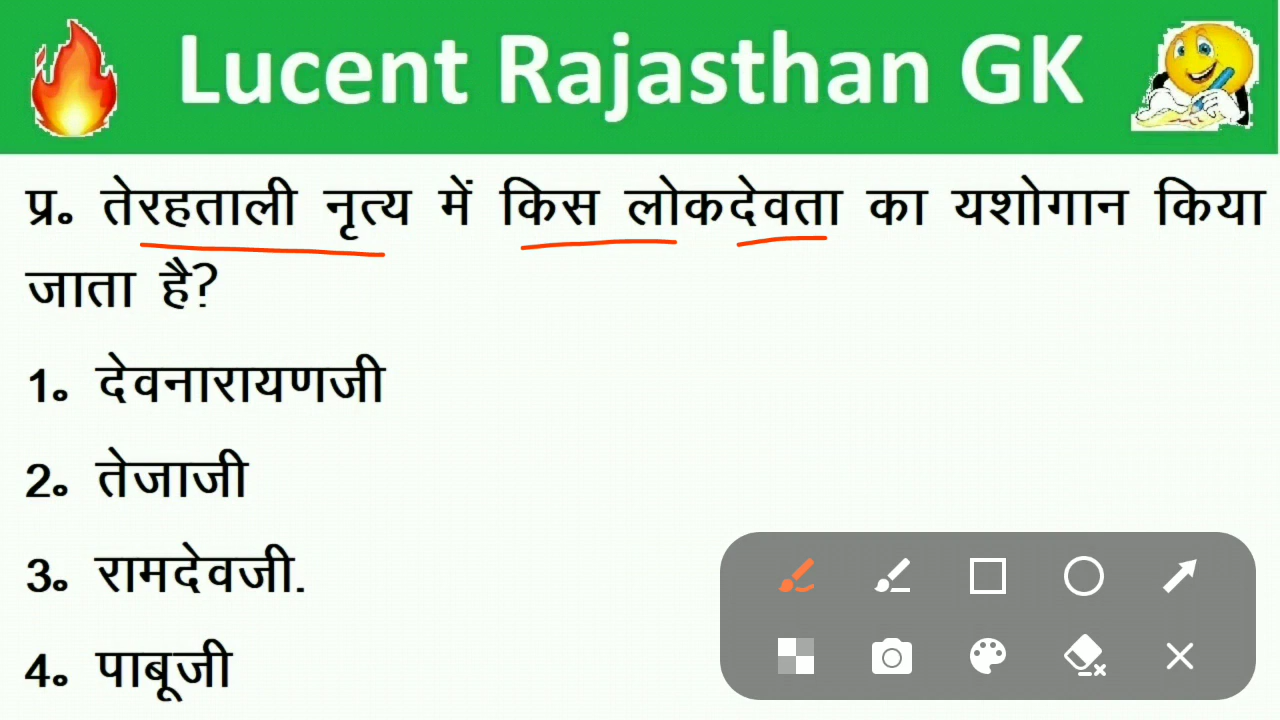 Lucent Rajasthan GK
प्र॰ तेरहताली नृत्य में किस लोकदेवता का यशोगान किया
जाता है?
1॰ देवनारायणजी
2॰ तेजाजी
3॰ रामदेवजी.
4॰ पाबूजी